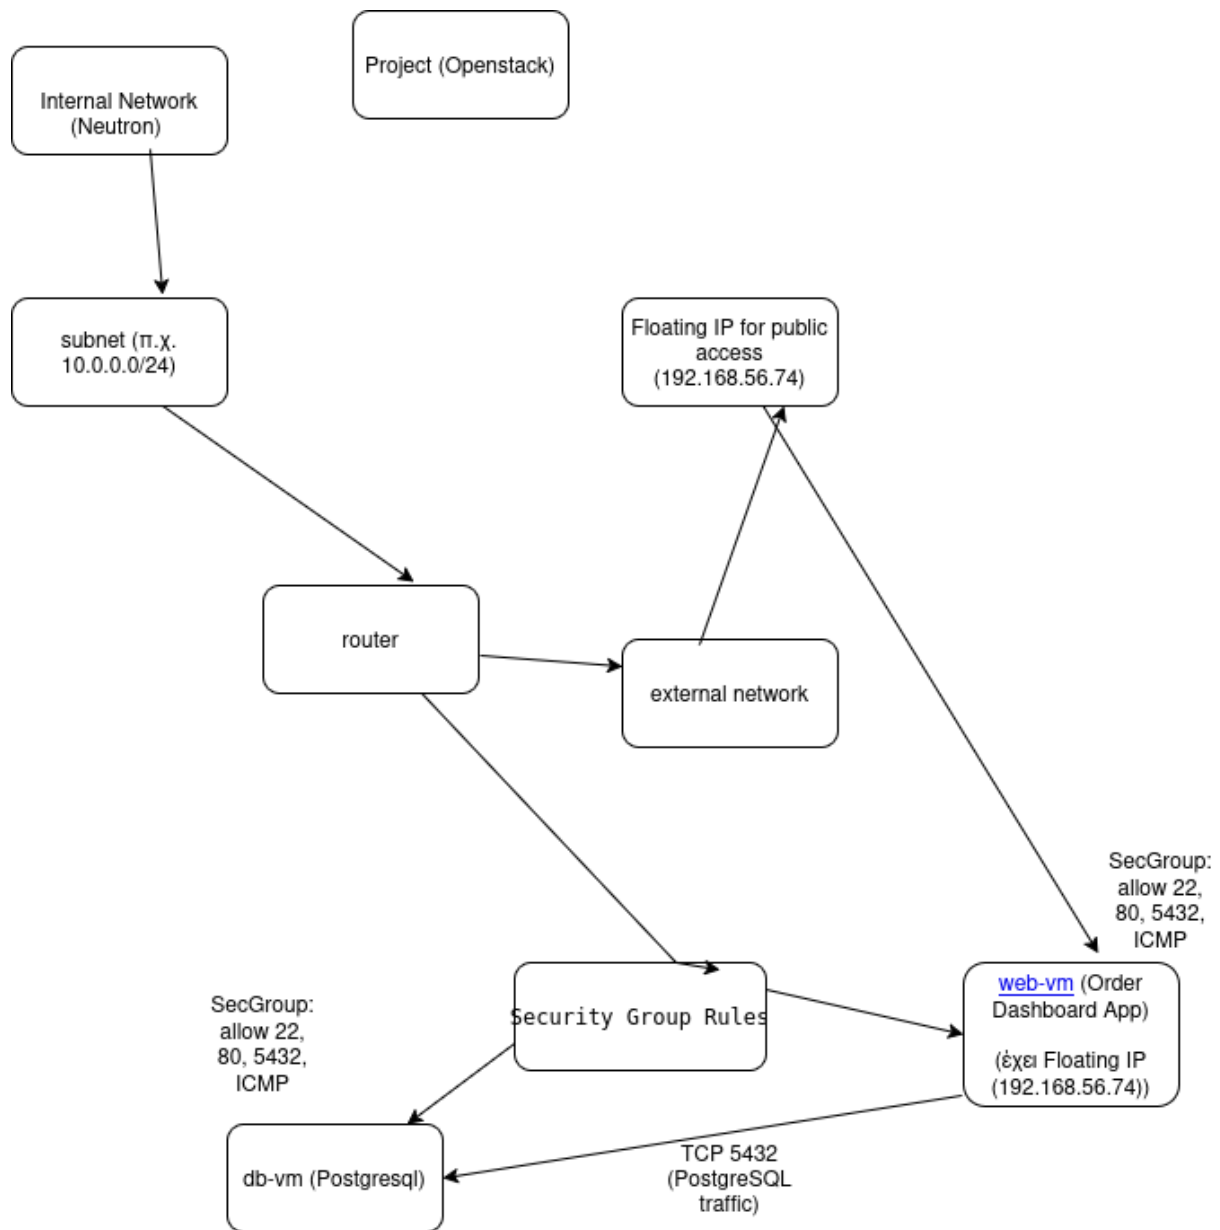 Project (Openstack)
Internal Network
(Neutron)
subnet (π.χ.
10.0.0.0/24)
Floating IP for public
access
(192.168.56.74)
router
external network
SecGroup:
allow 22,
80, 5432,
ICMP
Security Group Rules
web-vm (Order
Dashboard App)
(έχει Floating IP
(192.168.56.74))
SecGroup:
allow 22,
80, 5432,
ICMP
db-vm (Postgresql)
TCP 5432
(PostgreSQL
traffic)